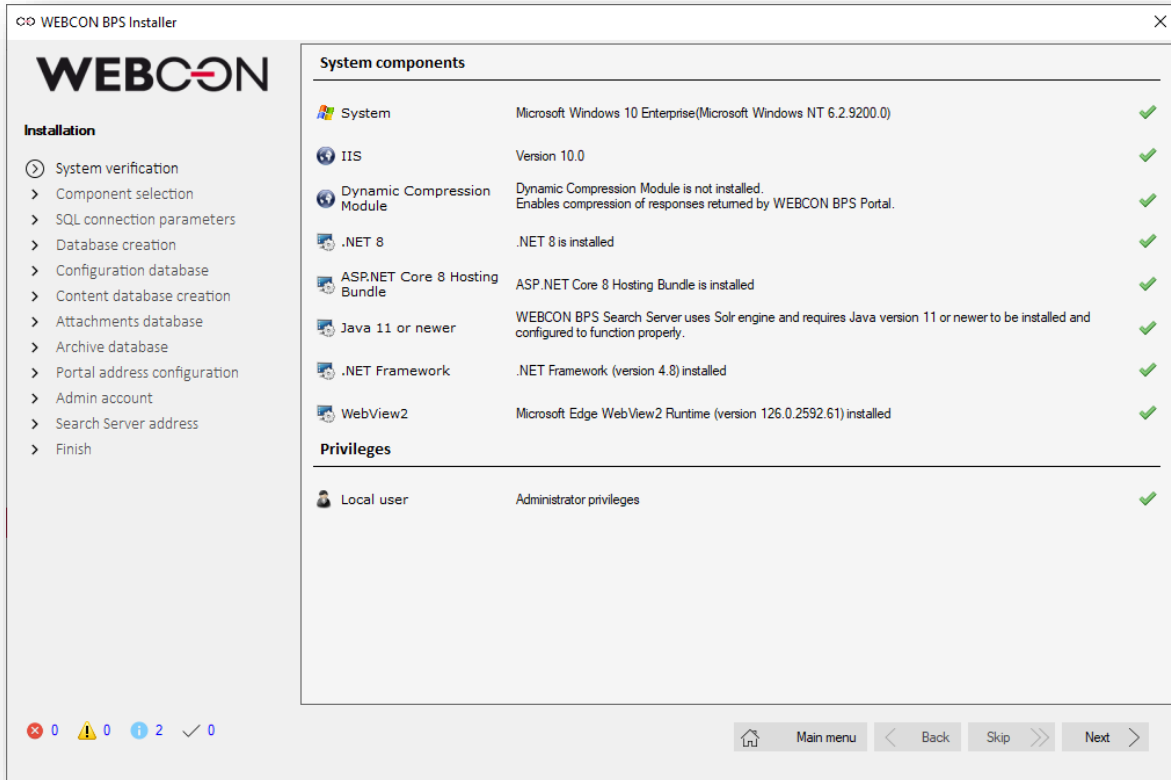 WEBCON BPS Installer
WEBCON
Installation
System verification
Component selection
SQL connection parameters
Database creation
Configuration database
Content database creation
Attachments database
Archive database
Portal address configuration
Admin account
Search Server address
Finish
System components
System Microsoft Windows 10 Enterprise(Microsoft Windows NT 6.2.9200.0)
IIS Version 10.0
Dynamic Compression Module Dynamic Compression Module is not installed.
Enables compression of responses returned by WEBCON BPS Portal.
.NET 8 .NET 8 is installed
ASP.NET Core 8 Hosting Bundle ASP.NET Core 8 Hosting Bundle is installed
Java 11 or newer WEBCON BPS Search Server uses Solr engine and requires Java version 11 or newer to be installed and
configured to function properly.
.NET Framework .NET Framework (version 4.8) installed
WebView2 Microsoft Edge WebView2 Runtime (version 126.0.2592.61) installed
Privileges
Local user Administrator privileges
0 0 2 0
Main menu Back Skip Next